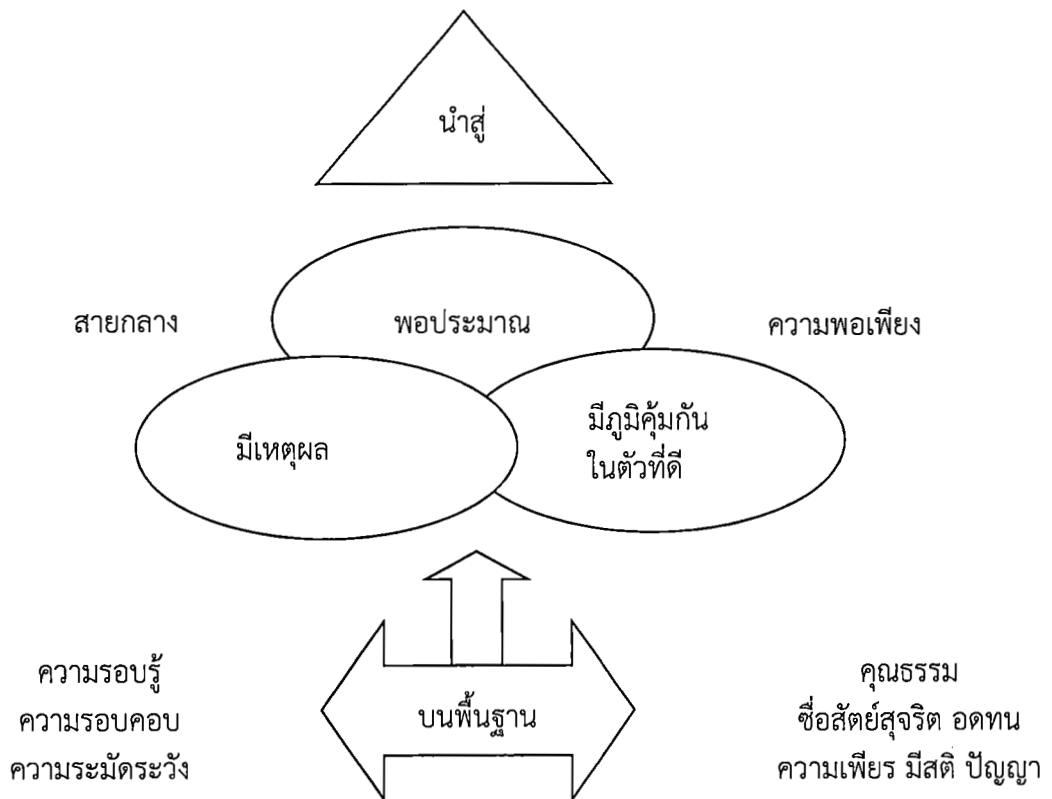 นำสู่
สายกลาง
พอประมาณ
ความพอเพียง
มีเหตุผล
มีภูมิคุ้มกัน
ในตัวที่ดี
ความรอบรู้
ความรอบคอบ
ความระมัดระวัง
บนพื้นฐาน
คุณธรรม
ซื่อสัตย์สุจริต อดทน
ความเพียร มีสติ ปัญญา